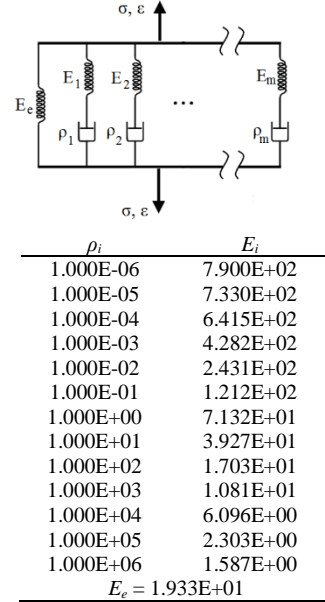 σ, ε
E₁ E₂ Eₘ
Eₑ ...
ρ₁ ρ₂ ρₘ
σ, ε
ρᵢ Eᵢ
1.000E-06 7.900E+02
1.000E-05 7.330E+02
1.000E-04 6.415E+02
1.000E-03 4.282E+02
1.000E-02 2.431E+02
1.000E-01 1.212E+02
1.000E+00 7.132E+01
1.000E+01 3.927E+01
1.000E+02 1.703E+01
1.000E+03 1.081E+01
1.000E+04 6.096E+00
1.000E+05 2.303E+00
1.000E+06 1.587E+00
Eₑ = 1.933E+01